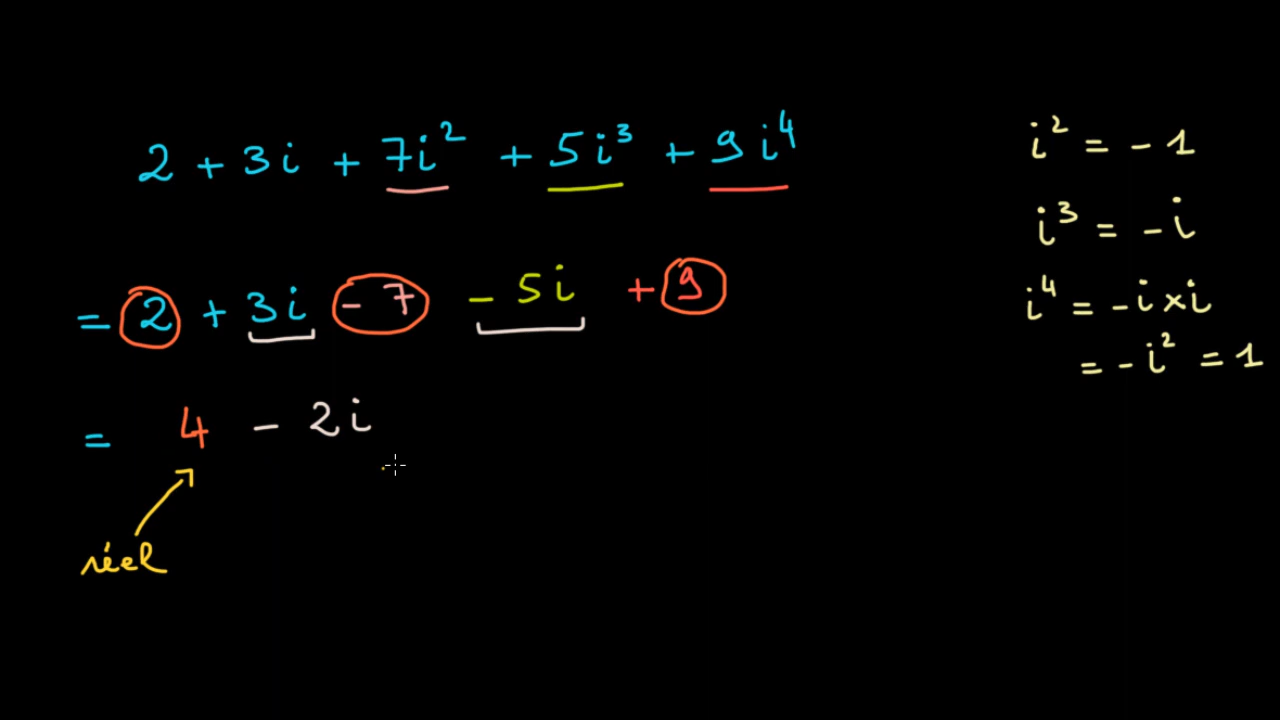 2 + 3i + 7i² + 5i³ + 9i⁴
= 2 + 3i - 7 - 5i + 9
= 4 - 2i
réel
i² = - 1
i³ = - i
i⁴ = - i × i
= - i² = 1